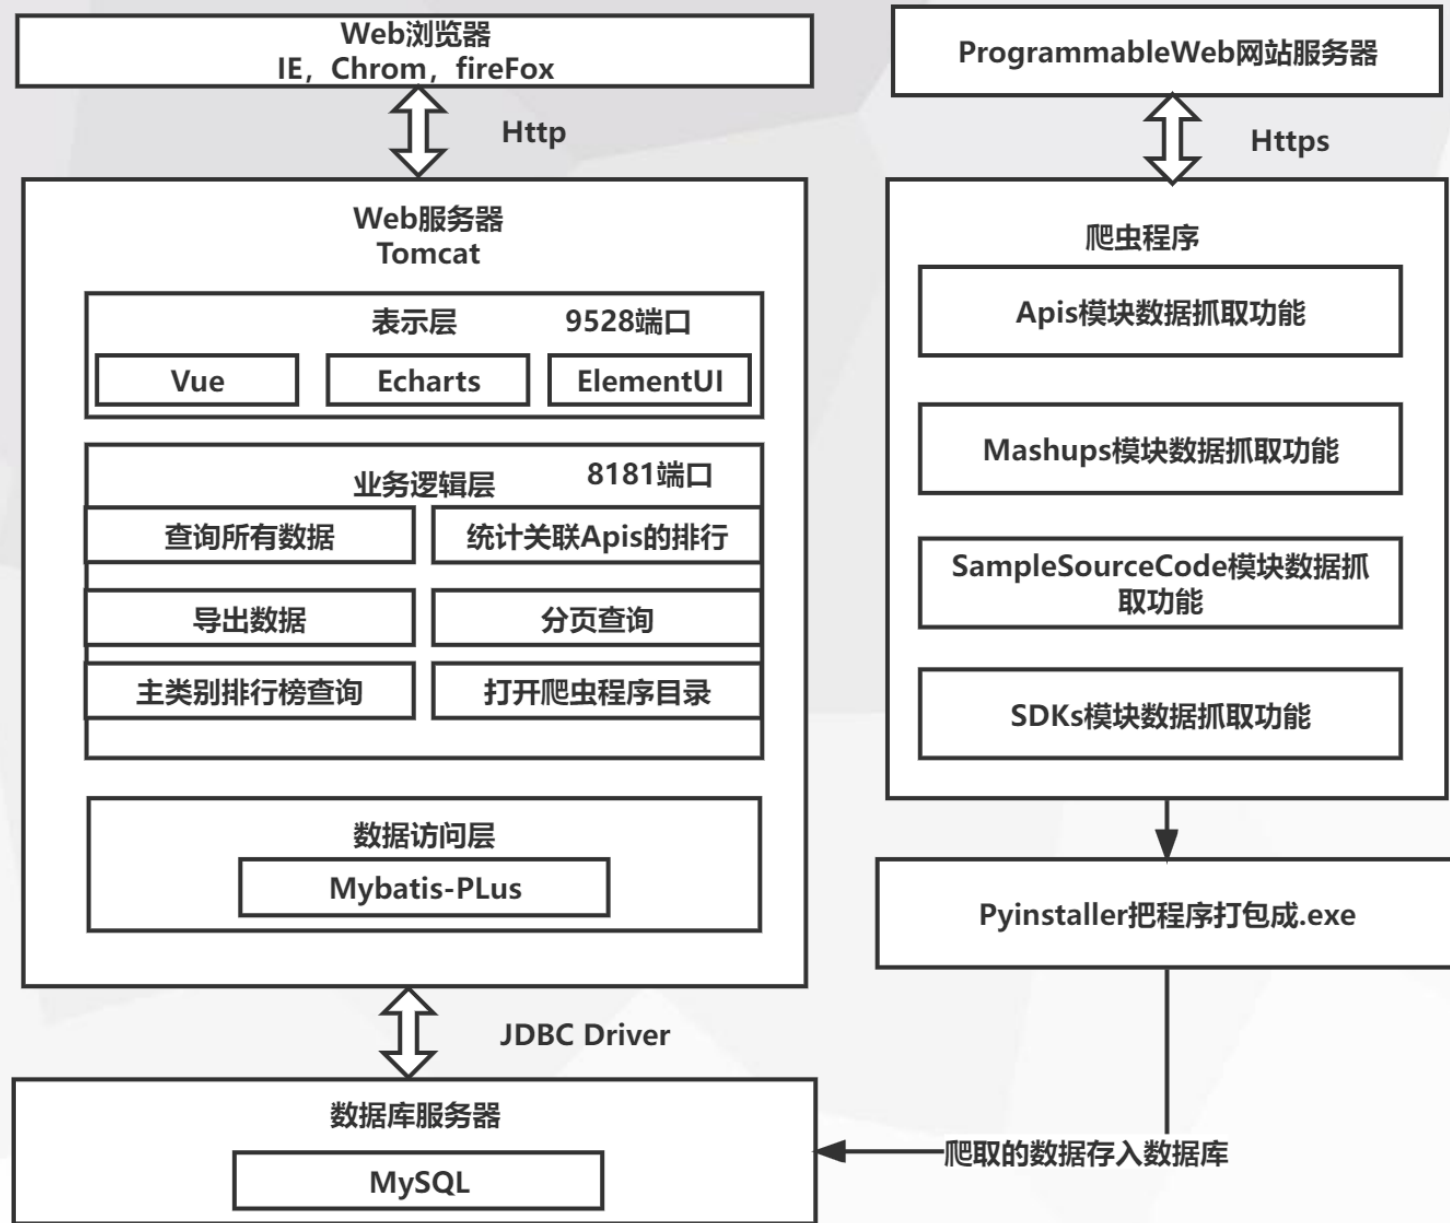 Web浏览器
IE，Chrom，fireFox
Http
Web服务器
Tomcat
表示层
9528端口
Vue
Echarts
ElementUI
业务逻辑层
8181端口
查询所有数据
统计关联Apis的排行
导出数据
分页查询
主类别排行榜查询
打开爬虫程序目录
数据访问层
Mybatis-PLus
JDBC Driver
数据库服务器
MySQL
ProgrammableWeb网站服务器
Https
爬虫程序
Apis模块数据抓取功能
Mashups模块数据抓取功能
SampleSourceCode模块数据抓
取功能
SDKs模块数据抓取功能
Pyinstaller把程序打包成.exe
爬取的数据存入数据库